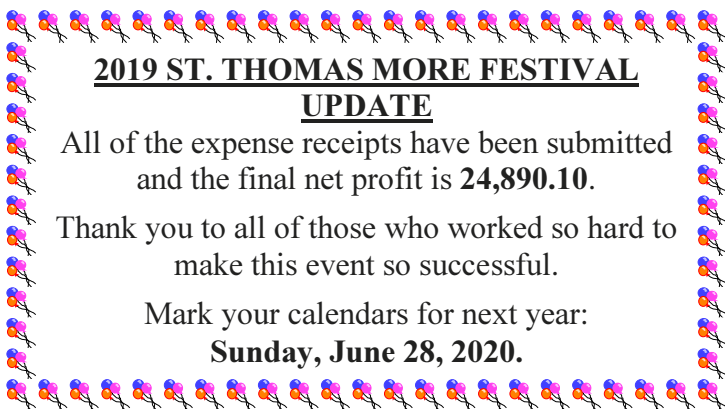 2019 ST. THOMAS MORE FESTIVAL
UPDATE
All of the expense receipts have been submitted
and the final net profit is 24,890.10.
Thank you to all of those who worked so hard to
make this event so successful.
Mark your calendars for next year:
Sunday, June 28, 2020.